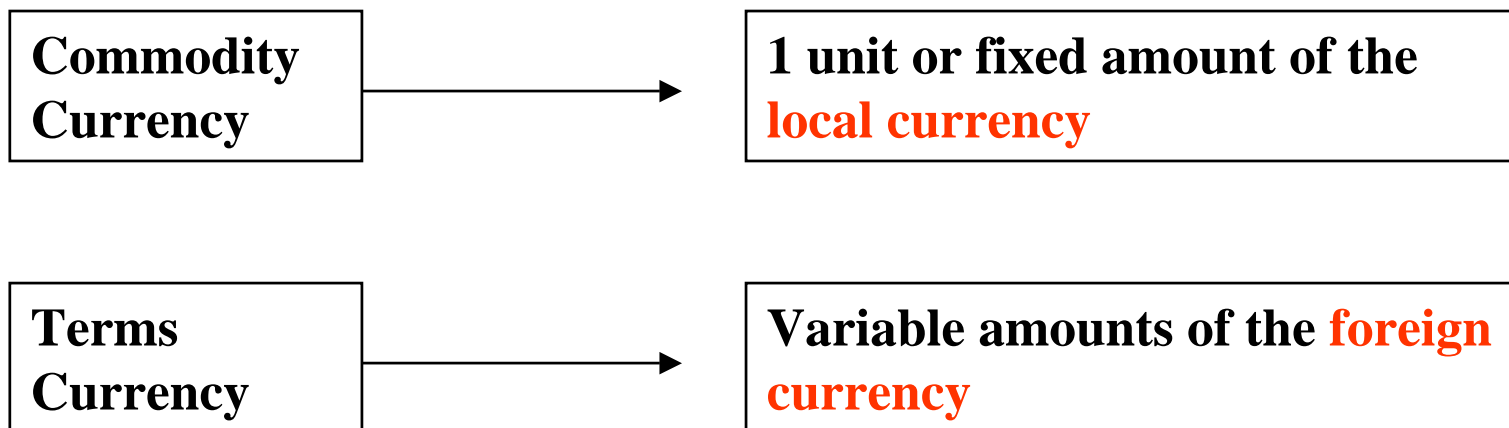 Commodity
Currency
1 unit or fixed amount of the
local currency
Terms
Currency
Variable amounts of the foreign
currency